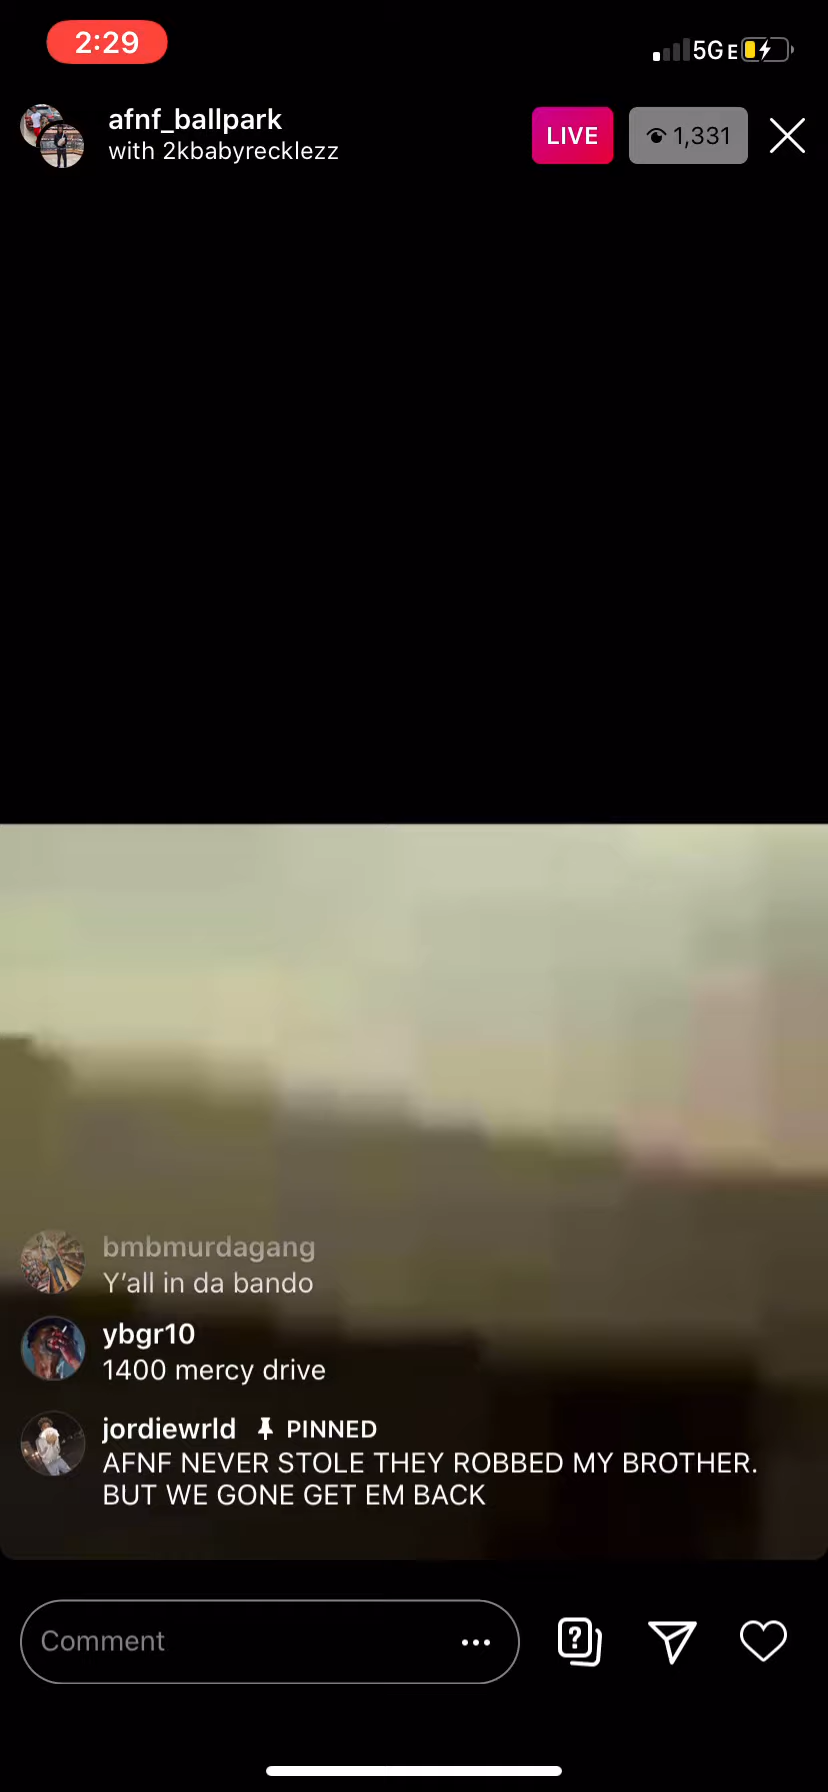 2:29
5G E
afnf_ballpark
with 2kbabyrecklezz
LIVE
1,331
bmbmurdagang
Y’all in da bando
ybgr10
1400 mercy drive
jordiewrld PINNED
AFNF NEVER STOLE THEY ROBBED MY BROTHER.
BUT WE GONE GET EM BACK
Comment